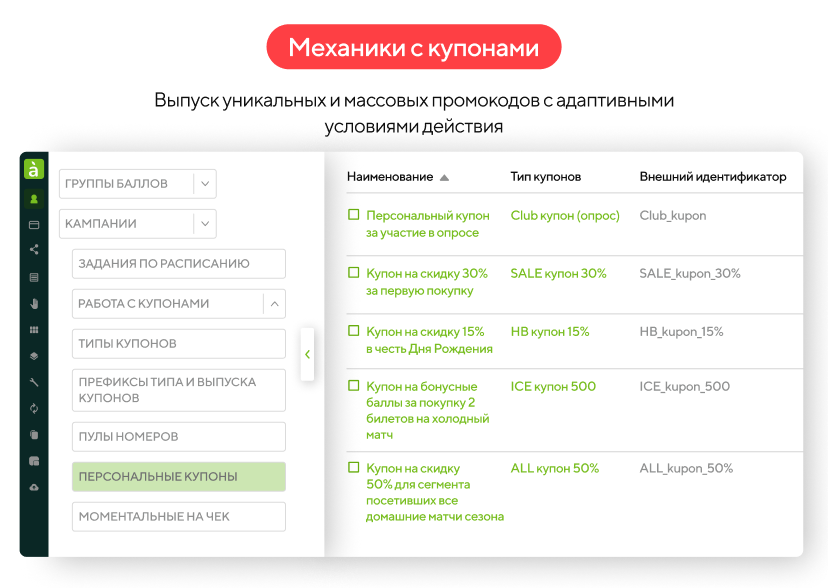 Механики с купонами
Выпуск уникальных и массовых промокодов с адаптивными
условиями действия
à
ГРУППЫ БАЛЛОВ
КАМПАНИИ
ЗАДАНИЯ ПО РАСПИСАНИЮ
РАБОТА С КУПОНАМИ
ТИПЫ КУПОНОВ
ПРЕФИКСЫ ТИПА И ВЫПУСКА
КУПОНОВ
ПУЛЫ НОМЕРОВ
ПЕРСОНАЛЬНЫЕ КУПОНЫ
МОМЕНТАЛЬНЫЕ НА ЧЕК
Наименование Тип купонов Внешний идентификатор
Персональный купон Club купон (опрос) Club_kupon
за участие в опросе
Купон на скидку 30% SALE купон 30% SALE_kupon_30%
за первую покупку
Купон на скидку 15% HB купон 15% HB_kupon_15%
в честь Дня Рождения
Купон на бонусные ICE купон 500 ICE_kupon_500
баллы за покупку 2
билетов на холодный
матч
Купон на скидку ALL купон 50% ALL_kupon_50%
50% для сегмента
посетивших все
домашние матчи сезона